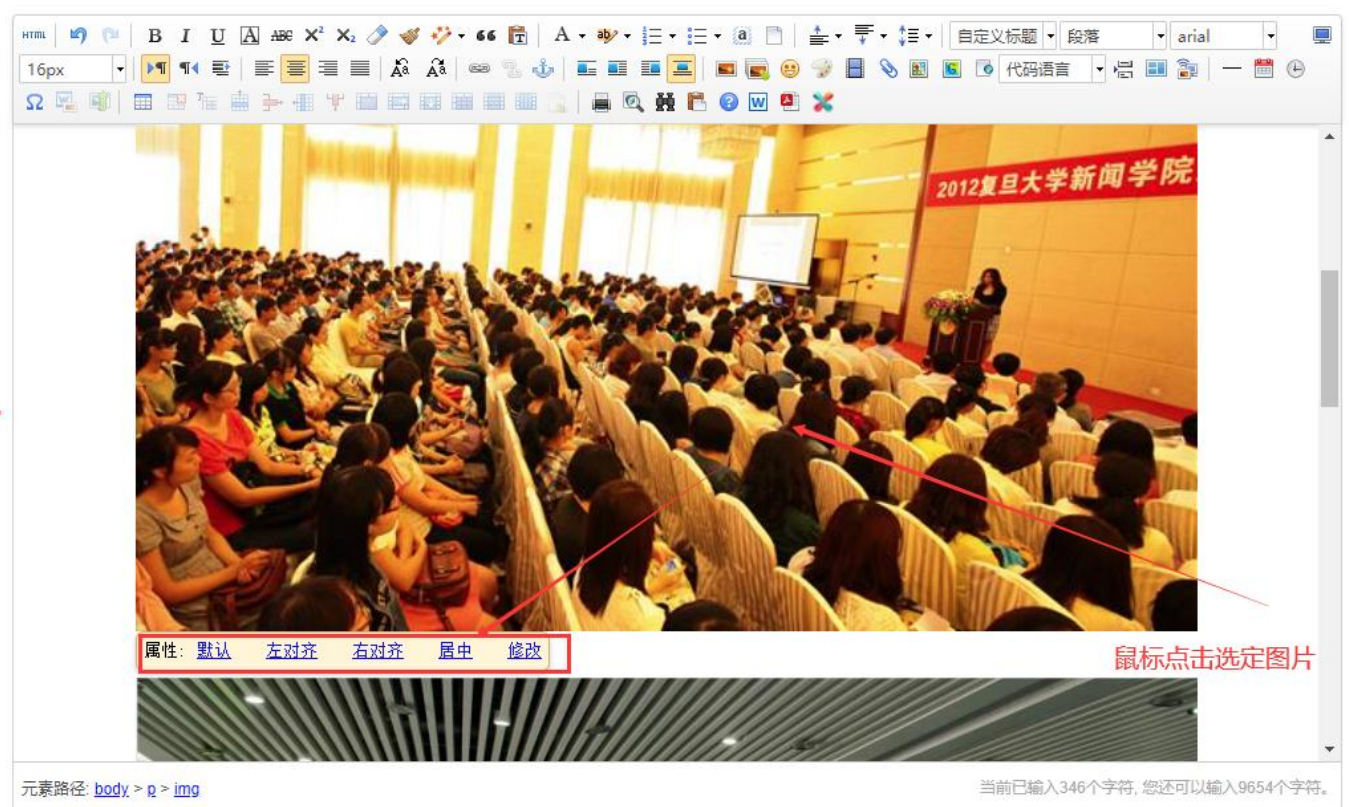 HTML B I U A ABC X² X₂ A a 自定义标题 段落 arial
16px 代码语言
Ω W
2012复旦大学新闻学院
属性: 默认 左对齐 右对齐 居中 修改
鼠标点击选定图片
元素路径: body > p > img
当前已输入346个字符, 您还可以输入9654个字符。